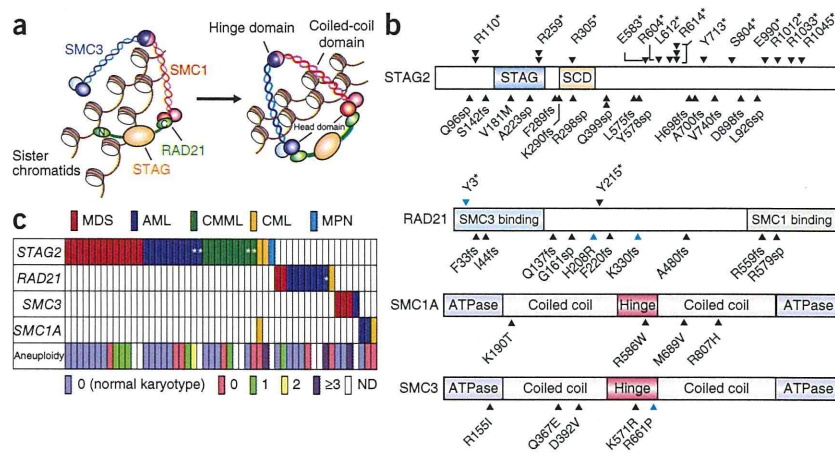 a
SMC3
SMC1
RAD21
STAG
Sister
chromatids
Hinge domain
Coiled-coil
domain
Head domain
b
R110*
R259*
R305*
E583*
R604*
L612*
R614*
Y713*
S804*
E990*
R1012*
R1033*
R1045*
STAG2
STAG
SCD
Q96sp
S142fs
V181M
A223sp
F289fs
K290fs
R298sp
Q399sp
L575fs
Y578sp
H698fs
A700fs
V740fs
D898fs
L926sp
Y3*
Y215*
RAD21
SMC3 binding
SMC1 binding
F33fs
I44fs
Q137fs
G161sp
H208R
F220fs
K330fs
A480fs
R559fs
R579sp
SMC1A
ATPase
Coiled coil
Hinge
Coiled coil
ATPase
K190T
R586W
M689V
R807H
SMC3
ATPase
Coiled coil
Hinge
Coiled coil
ATPase
R155I
Q367E
D392V
K571R
R661P
c
MDS AML CMML CML MPN
STAG2
**
**
RAD21
*
SMC3
SMC1A
Aneuploidy
0 (normal karyotype) 0 1 2 ≥3 ND